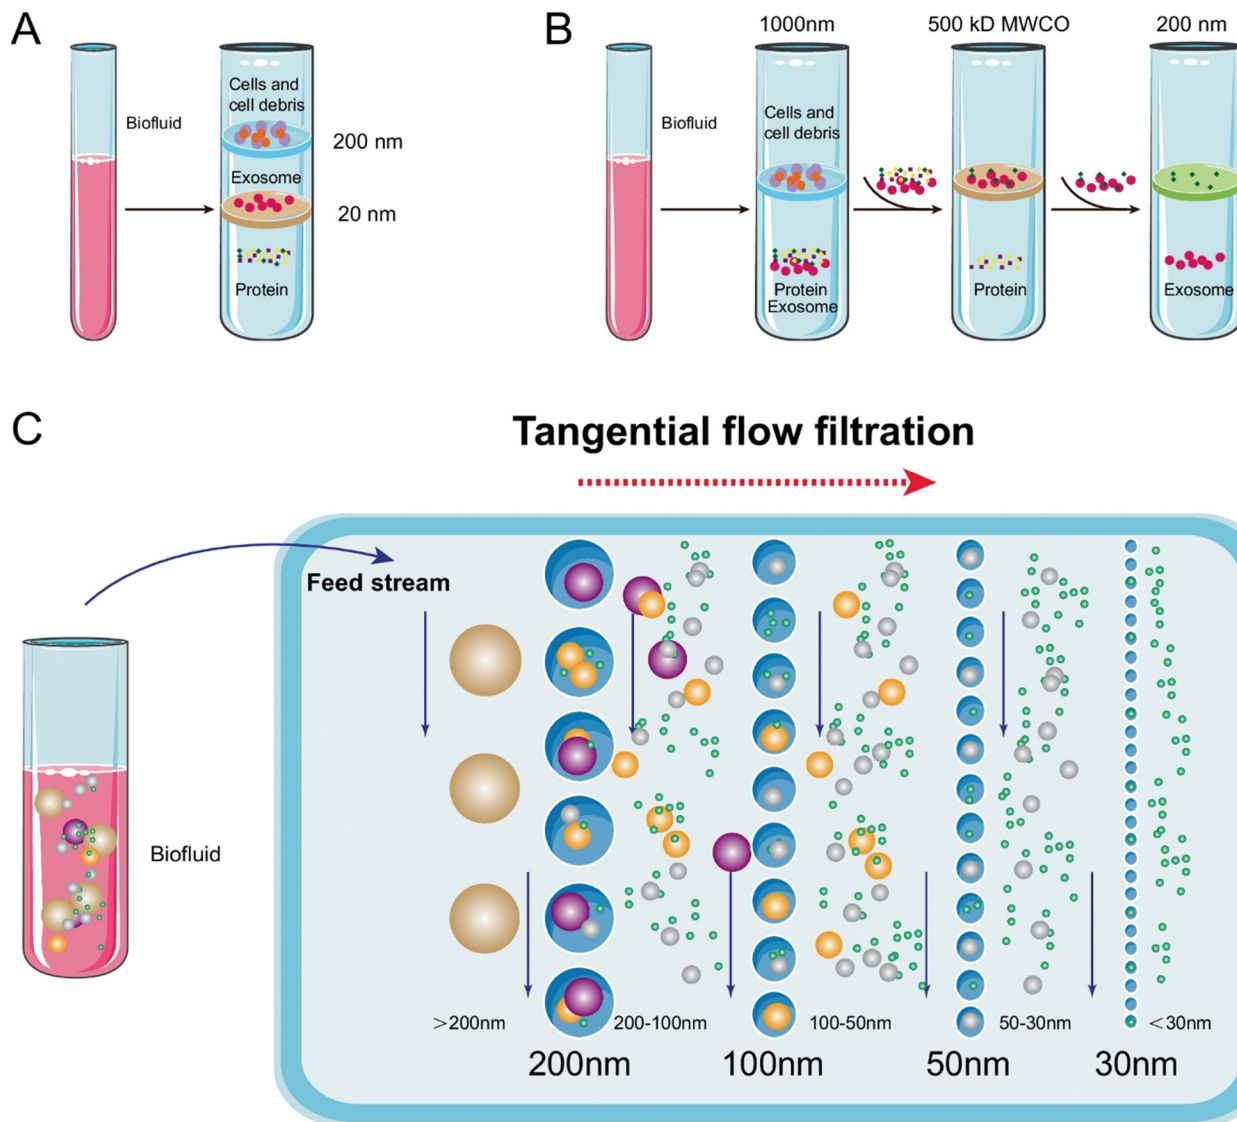 A
Biofluid
Cells and
cell debris
200 nm
Exosome
20 nm
Protein
B
1000nm
500 kD MWCO
200 nm
Biofluid
Cells and
cell debris
Protein
Exosome
Protein
Exosome
C
Tangential flow filtration
Feed stream
Biofluid
>200nm
200-100nm
100-50nm
50-30nm
<30nm
200nm
100nm
50nm
30nm